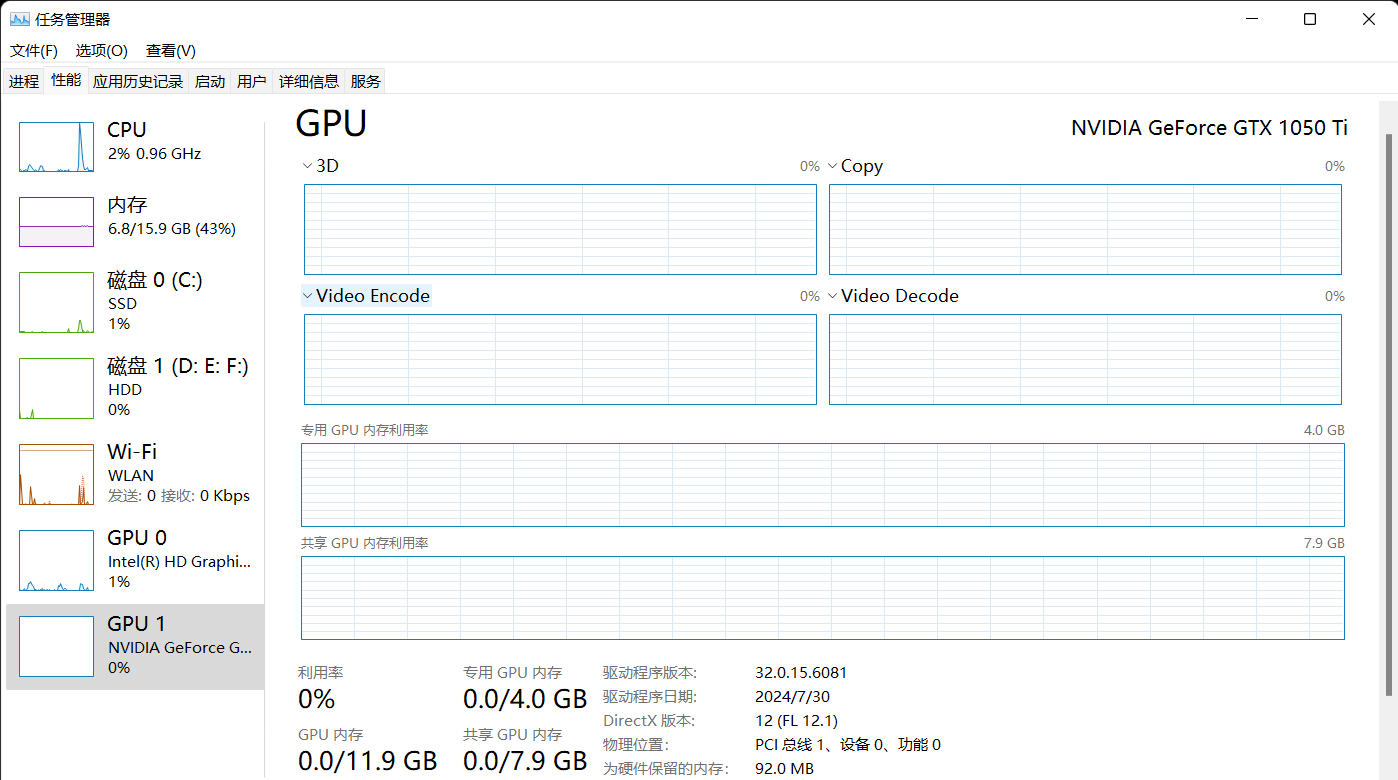 任务管理器
文件(F) 选项(O) 查看(V)
进程 性能 应用历史记录 启动 用户 详细信息 服务
CPU
2% 0.96 GHz
内存
6.8/15.9 GB (43%)
磁盘 0 (C:)
SSD
1%
磁盘 1 (D: E: F:)
HDD
0%
Wi-Fi
WLAN
发送: 0 接收: 0 Kbps
GPU 0
Intel(R) HD Graphi...
1%
GPU 1
NVIDIA GeForce G...
0%
GPU
NVIDIA GeForce GTX 1050 Ti
3D 0% Copy 0%
Video Encode 0% Video Decode 0%
专用 GPU 内存利用率 4.0 GB
共享 GPU 内存利用率 7.9 GB
利用率
0%
专用 GPU 内存
0.0/4.0 GB
GPU 内存
0.0/11.9 GB
共享 GPU 内存
0.0/7.9 GB
驱动程序版本: 32.0.15.6081
驱动程序日期: 2024/7/30
DirectX 版本: 12 (FL 12.1)
物理位置: PCI 总线 1、设备 0、功能 0
为硬件保留的内存: 92.0 MB